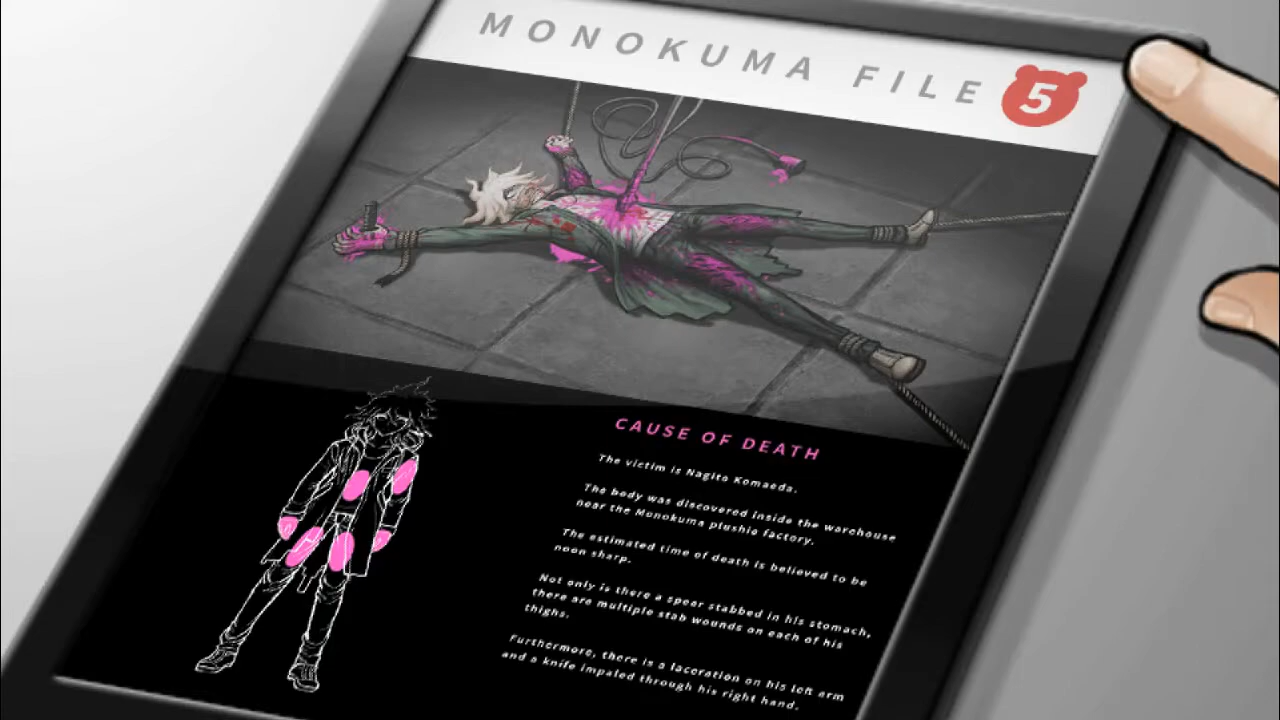 MONOKUMA FILE 5
CAUSE OF DEATH
The victim is Nagito Komaeda.
The body was discovered inside the warehouse
near the Monokuma plushie factory.
The estimated time of death is believed to be
noon sharp.
Not only is there a spear stabbed in his stomach,
there are multiple stab wounds on each of his
thighs.
Furthermore, there is a laceration on his left arm
and a knife impaled through his right hand.